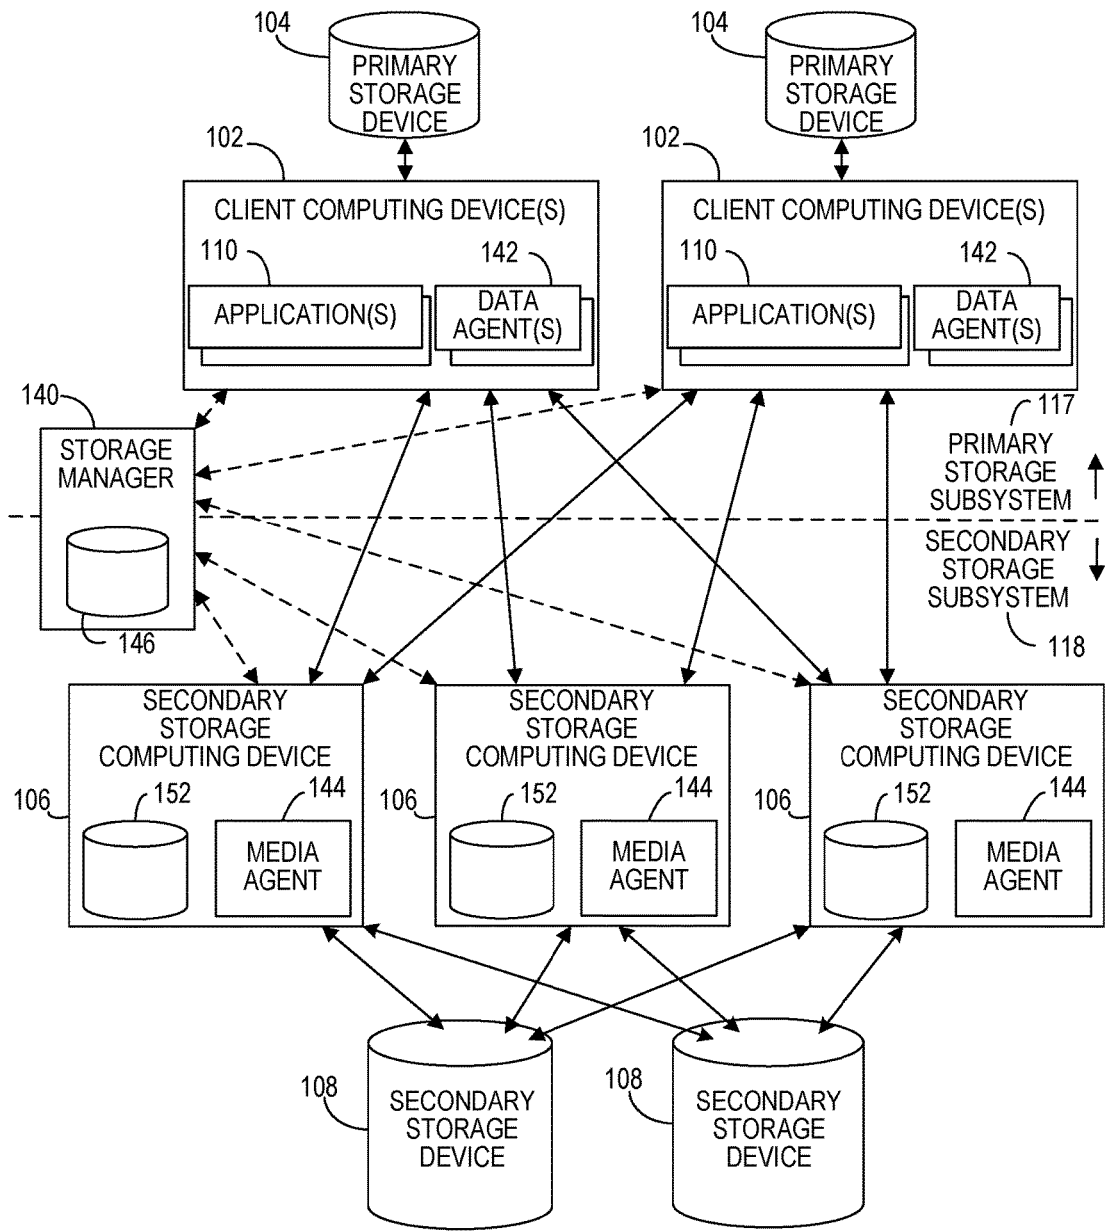 104
PRIMARY
STORAGE
DEVICE
104
PRIMARY
STORAGE
DEVICE
102
CLIENT COMPUTING DEVICE(S)
110
142
APPLICATION(S)
DATA
AGENT(S)
102
CLIENT COMPUTING DEVICE(S)
110
142
APPLICATION(S)
DATA
AGENT(S)
140
STORAGE
MANAGER
146
117
PRIMARY
STORAGE
SUBSYSTEM
SECONDARY
STORAGE
SUBSYSTEM
118
SECONDARY
STORAGE
COMPUTING DEVICE
106
152
144
MEDIA
AGENT
SECONDARY
STORAGE
COMPUTING DEVICE
106
152
144
MEDIA
AGENT
SECONDARY
STORAGE
COMPUTING DEVICE
106
152
144
MEDIA
AGENT
108
SECONDARY
STORAGE
DEVICE
108
SECONDARY
STORAGE
DEVICE